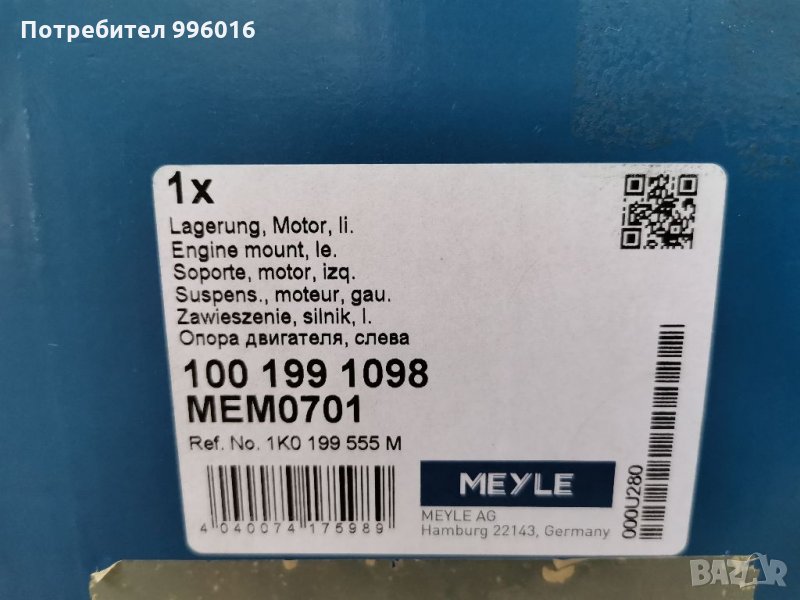 Потребител 996016
1x
Lagerung, Motor, li.
Engine mount, le.
Soporte, motor, izq.
Suspens., moteur, gau.
Zawieszenie, silnik, l.
Опора двигателя, слева
100 199 1098
MEM0701
Ref. No. 1K0 199 555 M
4 040074 175989
MEYLE
MEYLE AG
Hamburg 22143, Germany
000U280
BAZAR